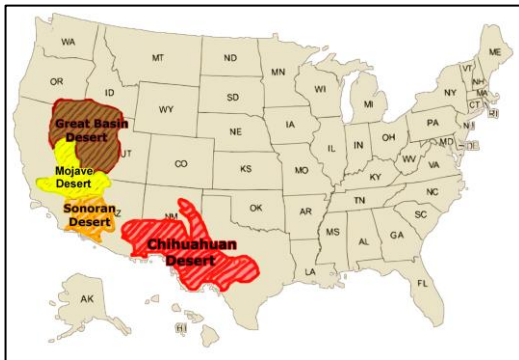 WA
MT
ND
MN
ME
OR
ID
SD
WI
MI
VT
NH
NY
MA
CT
RI
WY
IA
PA
NJ
NE
Great Basin
Desert
UT
CO
IL
IN
OH
MD
DE
WV
VA
KS
MO
KY
Mojave
Desert
NC
TN
Sonoran
Desert
AZ
NM
OK
AR
SC
Chihuahuan
Desert
MS
AL
GA
LA
FL
AK
HI